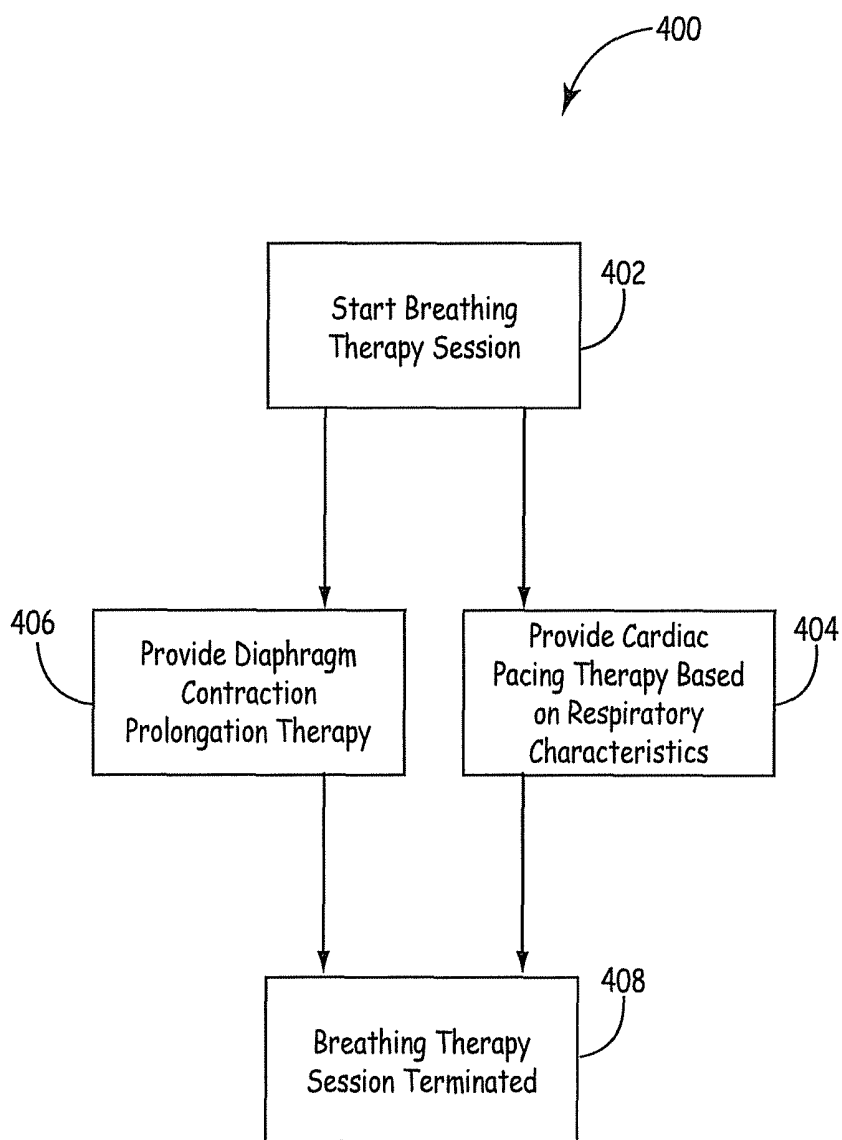 400
Start Breathing
Therapy Session
402
406
Provide Diaphragm
Contraction
Prolongation Therapy
Provide Cardiac
Pacing Therapy Based
on Respiratory
Characteristics
404
Breathing Therapy
Session Terminated
408